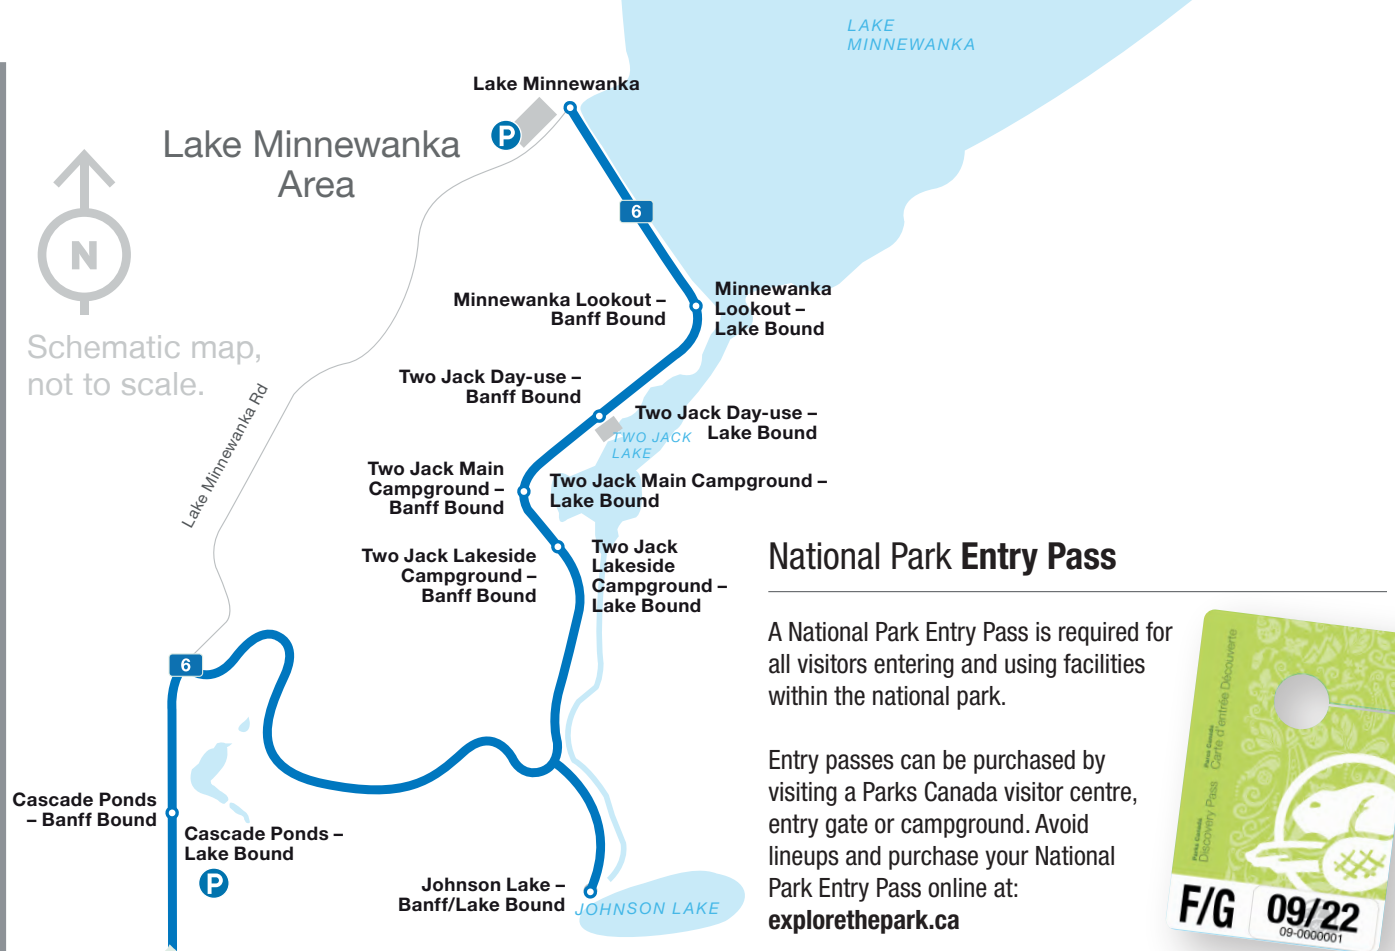 LAKE
MINNEWANKA
Lake Minnewanka
P
Lake Minnewanka
Area
N
Schematic map,
not to scale.
6
Minnewanka Lookout –
Banff Bound
Minnewanka
Lookout –
Lake Bound
Lake Minnewanka Rd
Two Jack Day-use –
Banff Bound
Two Jack Day-use –
Lake Bound
TWO JACK
LAKE
Two Jack Main
Campground –
Banff Bound
Two Jack Main Campground –
Lake Bound
Two Jack Lakeside
Campground –
Banff Bound
Two Jack
Lakeside
Campground –
Lake Bound
6
Cascade Ponds
– Banff Bound
Cascade Ponds –
Lake Bound
P
Johnson Lake –
Banff/Lake Bound
JOHNSON LAKE
National Park Entry Pass
A National Park Entry Pass is required for
all visitors entering and using facilities
within the national park.
Entry passes can be purchased by
visiting a Parks Canada visitor centre,
entry gate or campground. Avoid
lineups and purchase your National
Park Entry Pass online at:
explorethepark.ca
Parks Canada
Discovery Pass
Parcs Canada
Carte d'entrée Découverte
F/G
09/22
09-0000001